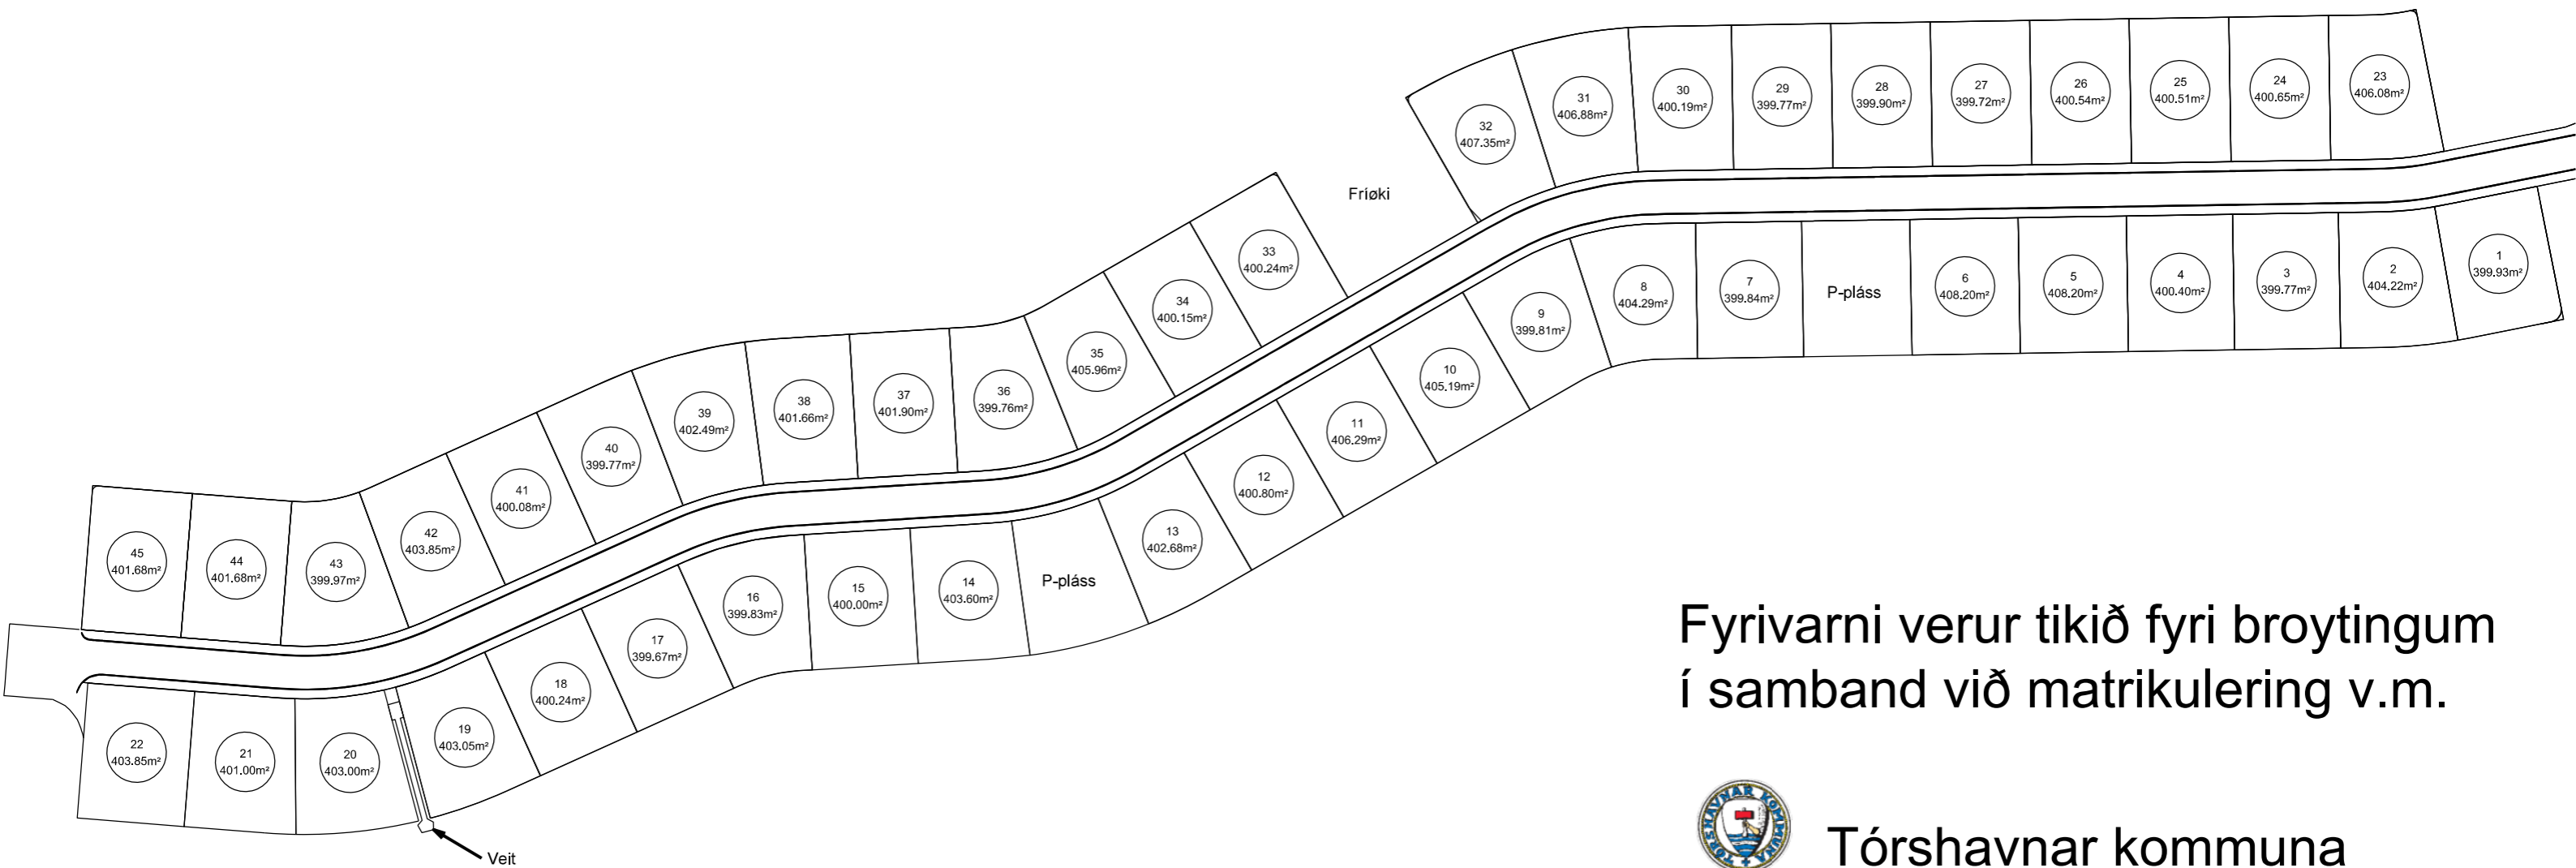 32
407.35m²
31
406.88m²
30
400.19m²
29
399.77m²
28
399.90m²
27
399.72m²
26
400.54m²
25
400.51m²
24
400.65m²
23
406.08m²
Fríøki
45
401.68m²
44
401.68m²
43
399.97m²
42
403.85m²
41
400.08m²
40
399.77m²
39
402.49m²
38
401.66m²
37
401.90m²
36
399.76m²
35
405.96m²
34
400.15m²
33
400.24m²
22
403.85m²
21
401.00m²
20
403.00m²
19
403.05m²
18
400.24m²
17
399.67m²
16
399.83m²
15
400.00m²
14
403.60m²
P-pláss
13
402.68m²
12
400.80m²
11
406.29m²
10
405.19m²
9
399.81m²
8
404.29m²
7
399.84m²
P-pláss
6
408.20m²
5
408.20m²
4
400.40m²
3
399.77m²
2
404.22m²
1
399.93m²
Veit
Fyrivarni verur tikið fyri broytingum
í samband við matrikulering v.m.
TÓRSHAVNAR KOMMUNA
Tórshavnar kommuna